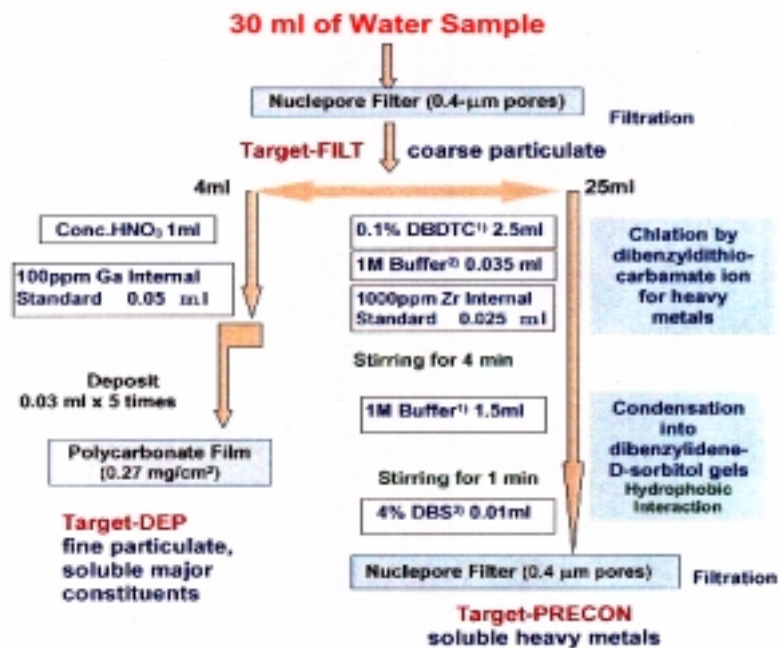 30 ml of Water Sample
Nuclepore Filter (0.4-μm pores)
Filtration
Target-FILT coarse particulate
4ml
25ml
Conc.HNO₃ 1ml
100ppm Ga Internal
Standard 0.05 ml
Deposit
0.03 ml x 5 times
Polycarbonate Film
(0.27 mg/cm²)
Target-DEP
fine particulate,
soluble major
constituents
0.1% DBDTC¹⁾ 2.5ml
1M Buffer²⁾ 0.035 ml
1000ppm Zr Internal
Standard 0.025 ml
Stirring for 4 min
1M Buffer¹⁾ 1.5ml
Stirring for 1 min
4% DBS³⁾ 0.01ml
Nuclepore Filter (0.4 μm pores)
Filtration
Target-PRECON
soluble heavy metals
Chlation by
dibenzyldithio-
carbamate ion
for heavy
metals
Condensation
into
dibenzylidene-
D-sorbitol gels
Hydrophobic
Interaction